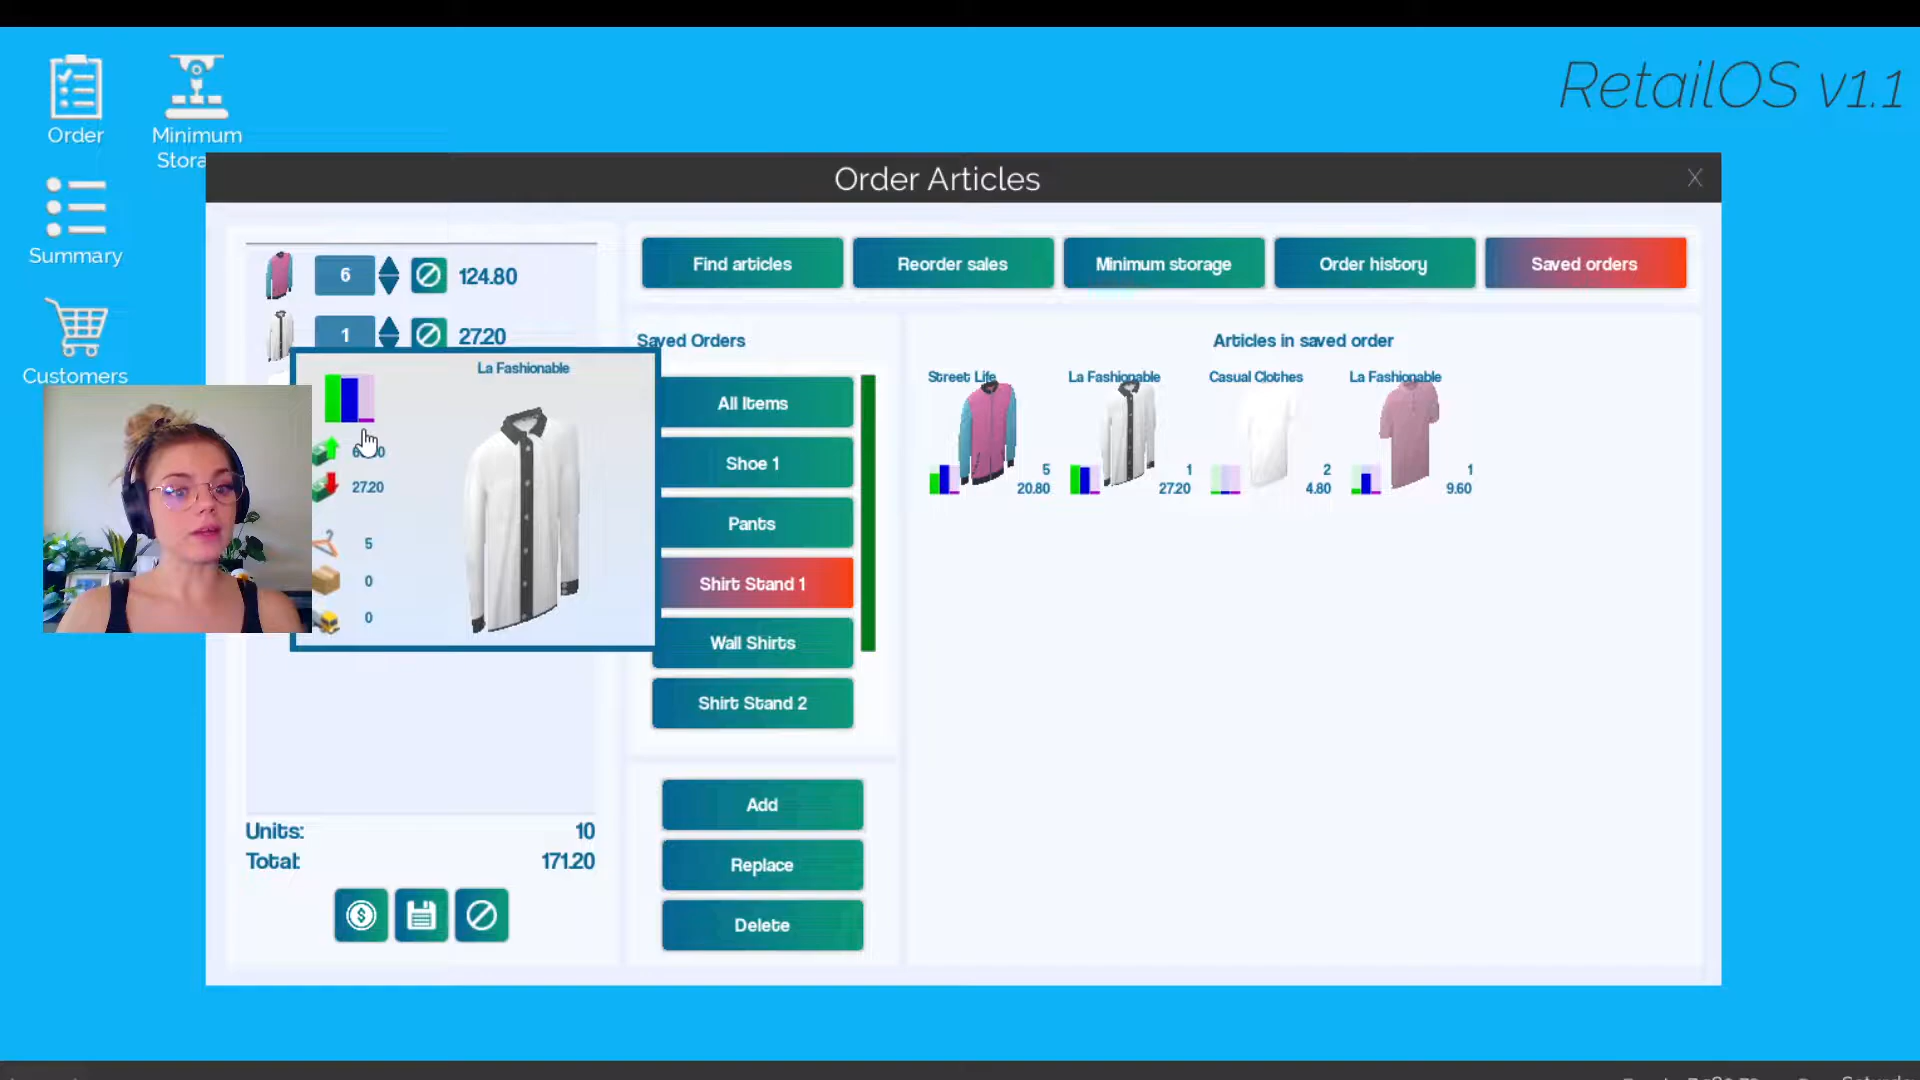 RetailOS v1.1
Order
Minimum
Summary
Customers
Order Articles
X
6
124.80
1
27.20
La Fashionable
27.20
5
0
0
Units:
10
Total:
171.20
Find articles
Reorder sales
Minimum storage
Order history
Saved orders
Saved Orders
All Items
Shoe 1
Pants
Shirt Stand 1
Wall Shirts
Shirt Stand 2
Add
Replace
Delete
Articles in saved order
Street Life
5
20.80
La Fashionable
1
27.20
Casual Clothes
2
4.80
La Fashionable
1
9.60